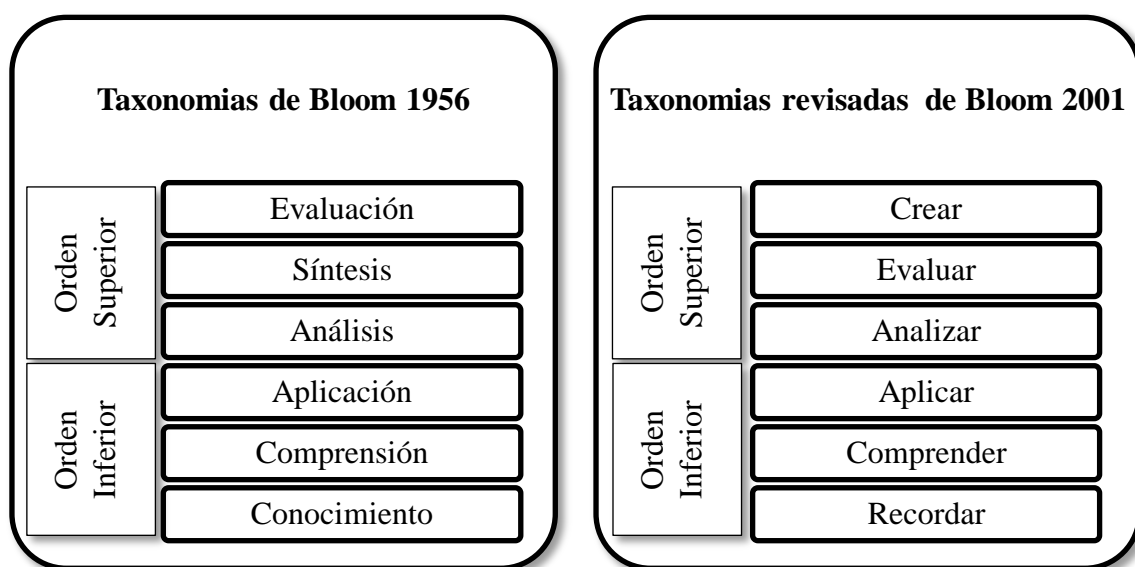 Taxonomias de Bloom 1956
Orden
Superior
Evaluación
Síntesis
Análisis
Orden
Inferior
Aplicación
Comprensión
Conocimiento
Taxonomias revisadas de Bloom 2001
Orden
Superior
Crear
Evaluar
Analizar
Orden
Inferior
Aplicar
Comprender
Recordar